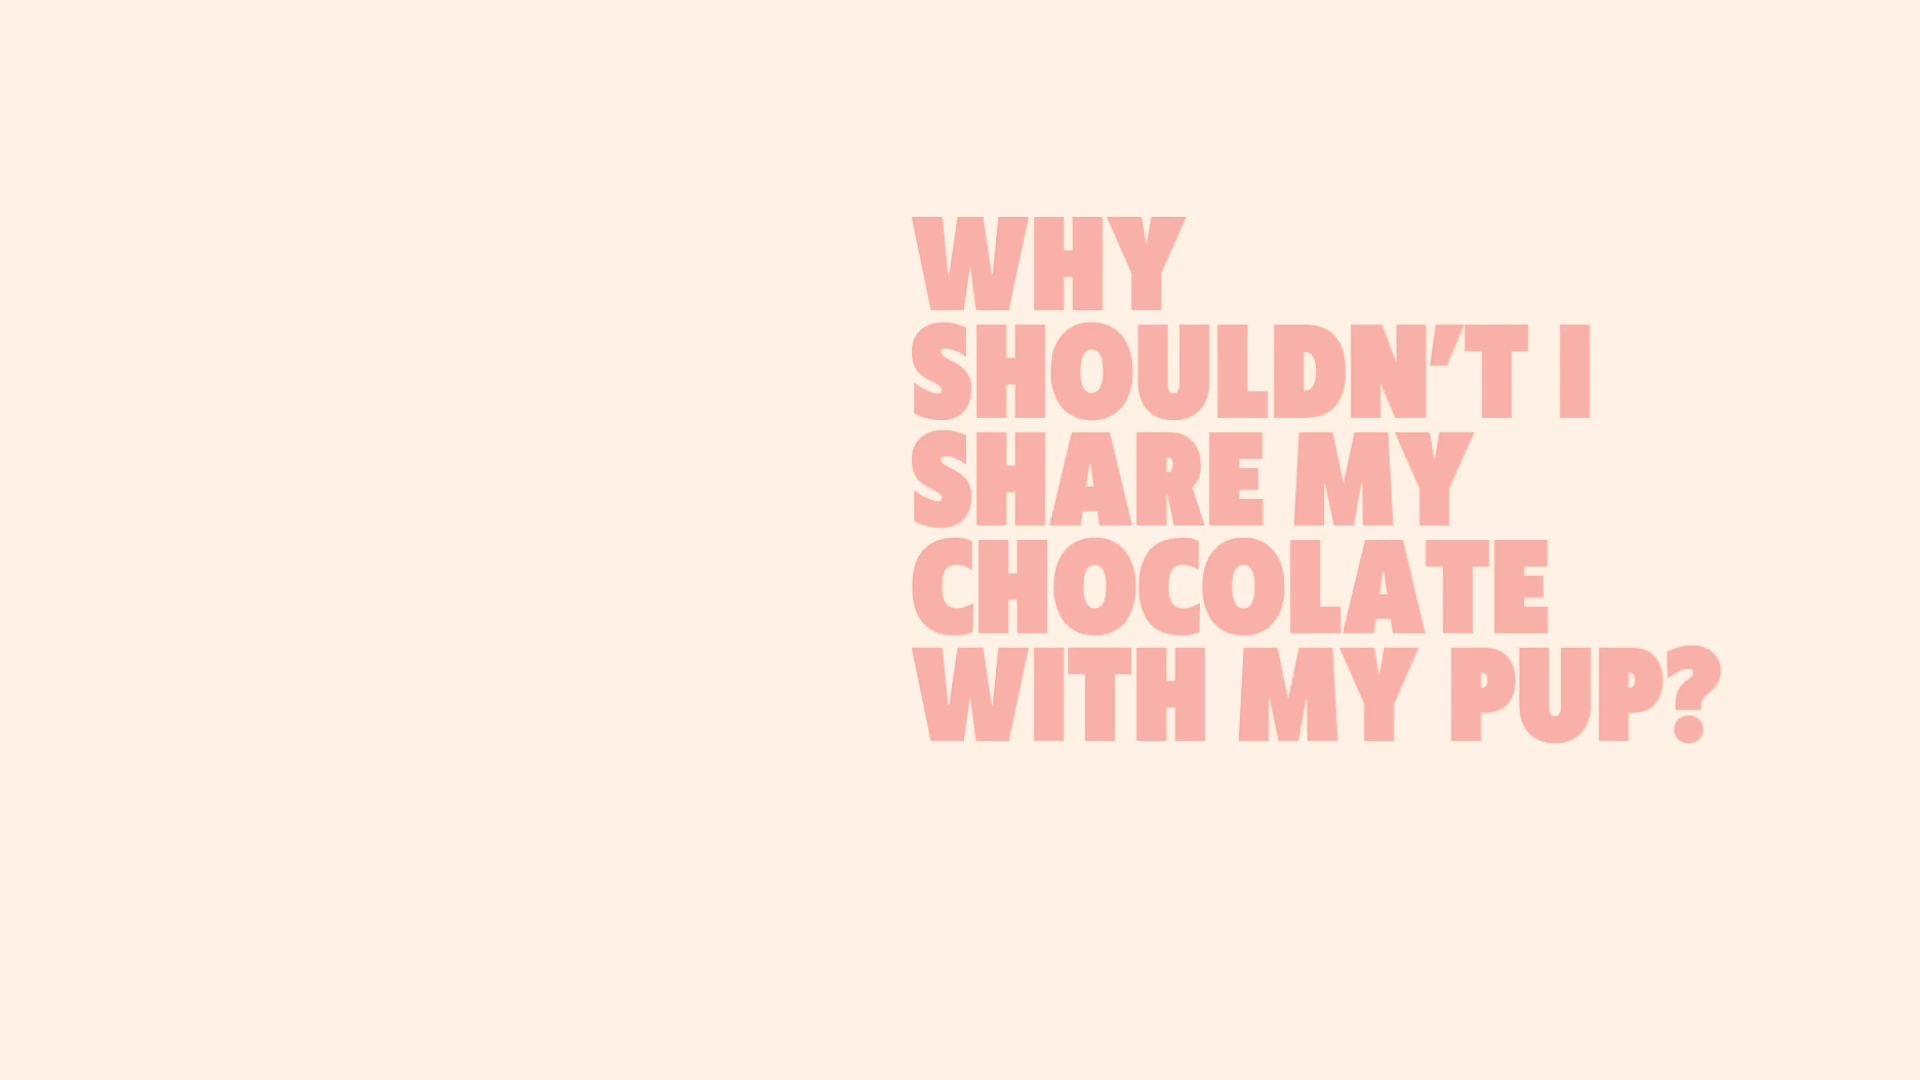 WHY
SHOULDN'T I
SHARE MY
CHOCOLATE
WITH MY PUP?